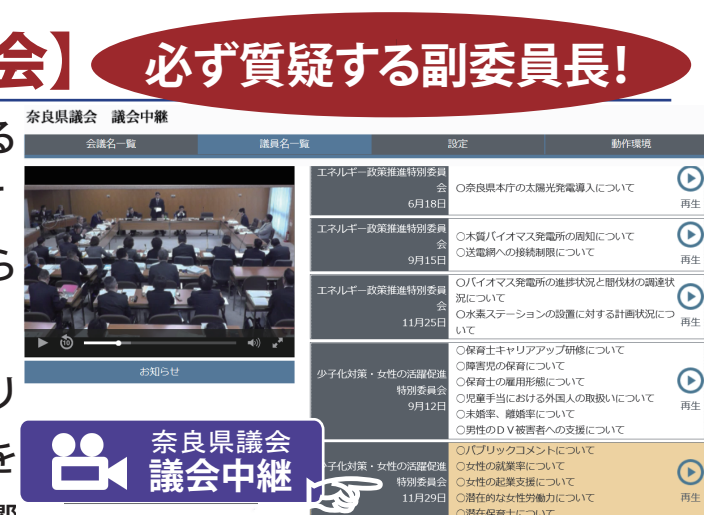 会】
必ず質疑する副委員長！
る
ら
り
を
奈良県議会　議会中継
会議名一覧
議員名一覧
設定
動作環境
10
お知らせ
エネルギー政策推進特別委員
会
6月18日
○奈良県本庁の太陽光発電導入について
再生
エネルギー政策推進特別委員
会
9月15日
○木質バイオマス発電所の周知について
○送電網への接続制限について
再生
エネルギー政策推進特別委員
会
11月25日
○バイオマス発電所の進捗状況と間伐材の調達状
況について
○水素ステーションの設置に対する計画状況につ
いて
再生
少子化対策・女性の活躍促進
特別委員会
9月12日
○保育士キャリアアップ研修について
○障害児の保育について
○保育士の雇用形態について
○児童手当における外国人の取扱いについて
○未婚率、離婚率について
○男性のＤＶ被害者への支援について
再生
子化対策・女性の活躍促進
特別委員会
11月29日
○パブリックコメントについて
○女性の就業率について
○女性の起業支援について
○潜在的な女性労働力について
○潜在保育士について
再生
奈良県議会
議会中継